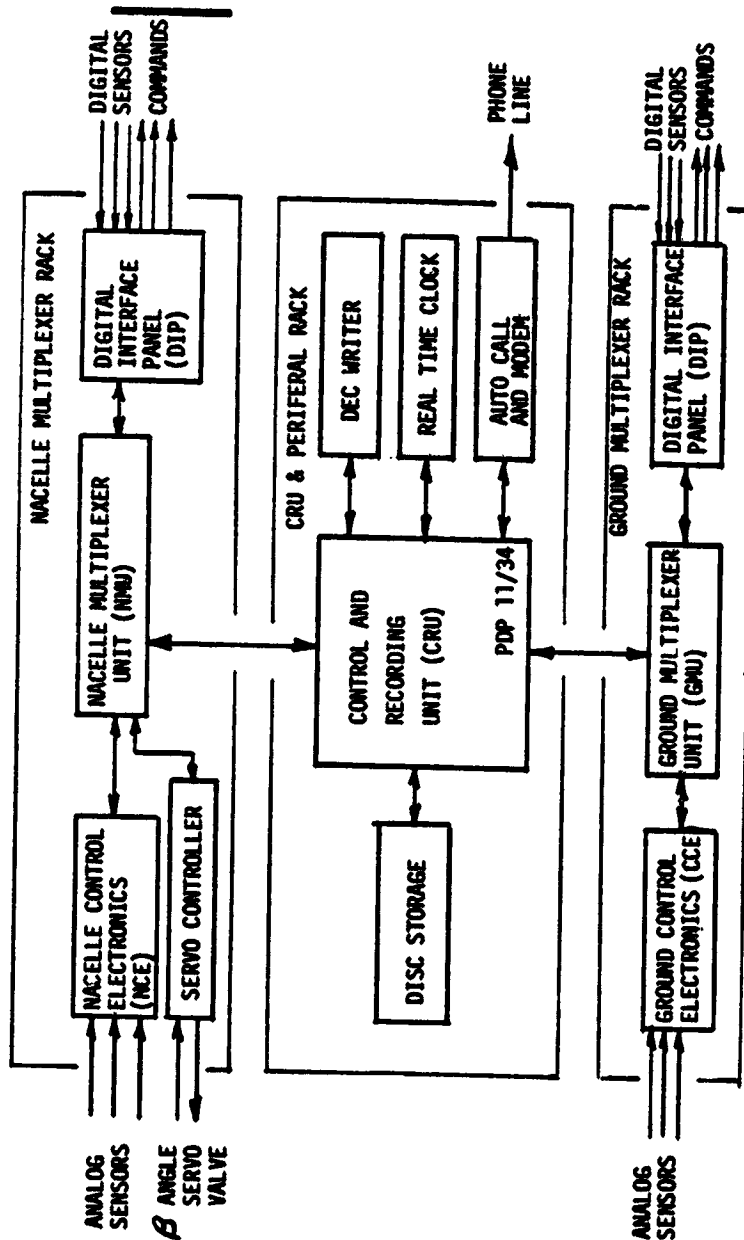 NACELLE MULTIPLEXER RACK
ANALOG
SENSORS
β ANGLE
SERVO
VALVE
NACELLE CONTROL
ELECTRONICS
(NCE)
SERVO CONTROLLER
NACELLE MULTIPLEXER
UNIT (NMU)
DIGITAL
INTERFACE
PANEL
(DIP)
DIGITAL
SENSORS
COMMANDS
CRU & PERIFERAL RACK
DISC STORAGE
CONTROL AND
RECORDING
UNIT (CRU)
PDP 11/34
DEC WRITER
REAL TIME CLOCK
AUTO CALL
AND MODEM
PHONE
LINE
GROUND MULTIPLEXER RACK
ANALOG
SENSORS
GROUND CONTROL
ELECTRONICS (CCE)
GROUND MULTIPLEXER
UNIT (GMU)
DIGITAL INTERFACE
PANEL (DIP)
DIGITAL
SENSORS
COMMANDS